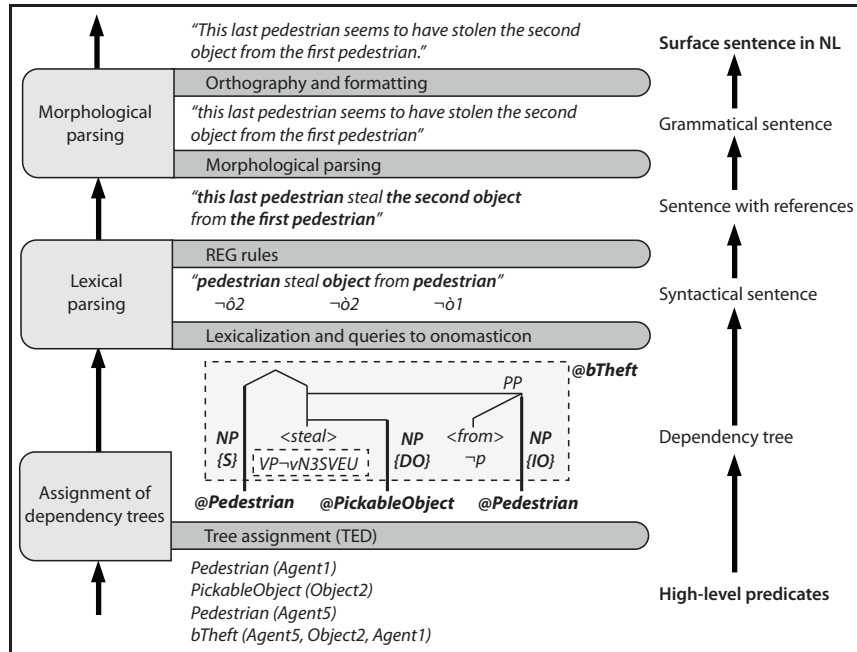 “This last pedestrian seems to have stolen the second
object from the first pedestrian.”
Surface sentence in NL
Orthography and formatting
Morphological
parsing
“this last pedestrian seems to have stolen the second
object from the first pedestrian”
Grammatical sentence
Morphological parsing
“this last pedestrian steal the second object
from the first pedestrian”
Sentence with references
REG rules
Lexical
parsing
“pedestrian steal object from pedestrian”
¬ô2 ¬ò2 ¬ò1
Syntactical sentence
Lexicalization and queries to onomasticon
@bTheft
PP
NP <steal> NP <from> NP
{S} VP¬vN3SVEU {DO} ¬p {IO}
Dependency tree
@Pedestrian @PickableObject @Pedestrian
Assignment of
dependency trees
Tree assignment (TED)
Pedestrian (Agent1)
PickableObject (Object2)
Pedestrian (Agent5)
bTheft (Agent5, Object2, Agent1)
High-level predicates